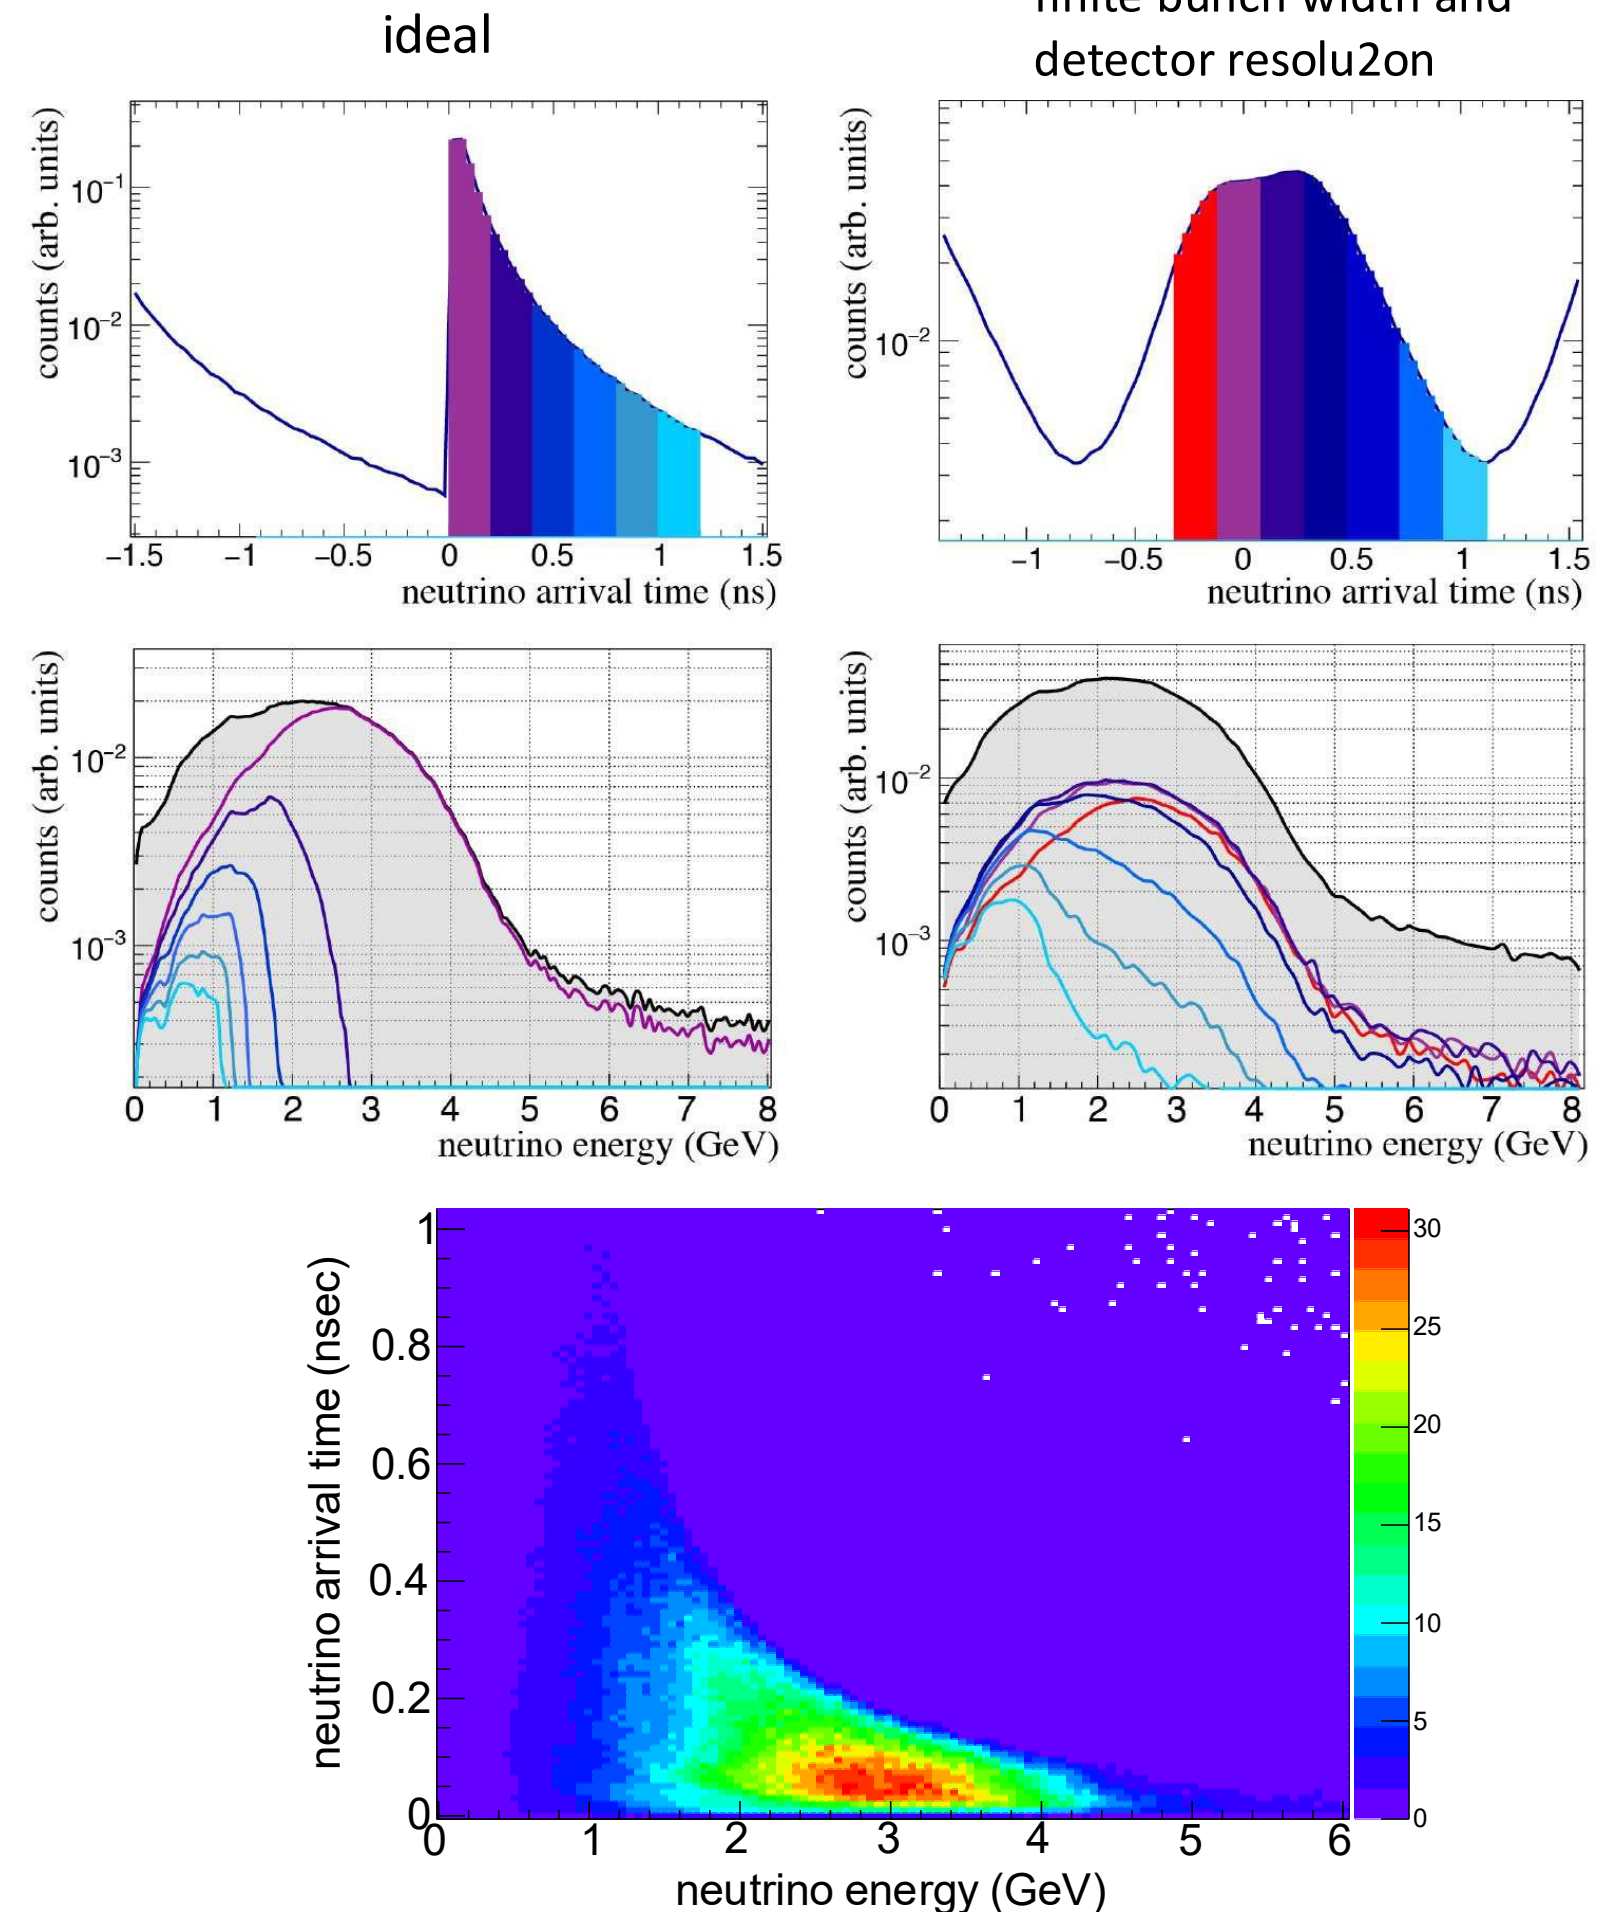 ideal
finite bunch width and
detector resolu2on
counts (arb. units)
10⁻¹
10⁻²
10⁻³
−1.5 −1 −0.5 0 0.5 1 1.5
neutrino arrival time (ns)
counts (arb. units)
10⁻²
−1 −0.5 0 0.5 1 1.5
neutrino arrival time (ns)
counts (arb. units)
10⁻²
10⁻³
0 1 2 3 4 5 6 7 8
neutrino energy (GeV)
counts (arb. units)
10⁻²
10⁻³
0 1 2 3 4 5 6 7 8
neutrino energy (GeV)
neutrino arrival time (nsec)
1
0.8
0.6
0.4
0.2
0
0 1 2 3 4 5 6
neutrino energy (GeV)
30
25
20
15
10
5
0